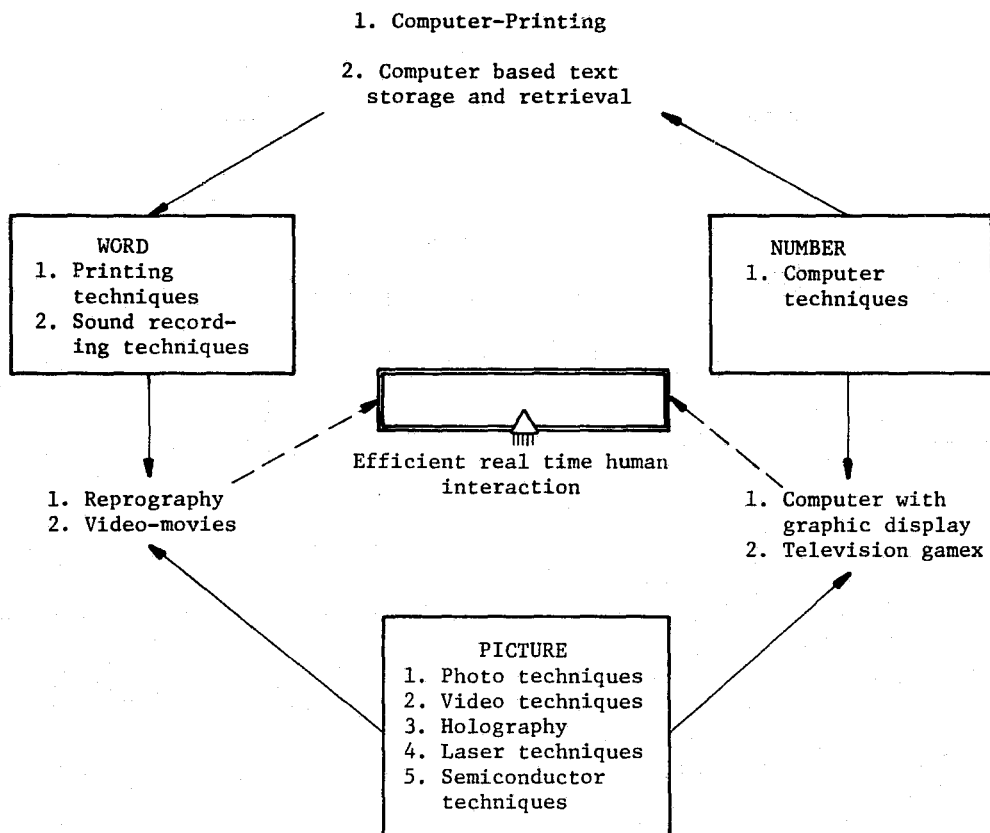 1. Computer-Printing
2. Computer based text
storage and retrieval
WORD
1. Printing
techniques
2. Sound record-
ing techniques
NUMBER
1. Computer
techniques
Efficient real time human
interaction
1. Reprography
2. Video-movies
1. Computer with
graphic display
2. Television gamex
PICTURE
1. Photo techniques
2. Video techniques
3. Holography
4. Laser techniques
5. Semiconductor
techniques